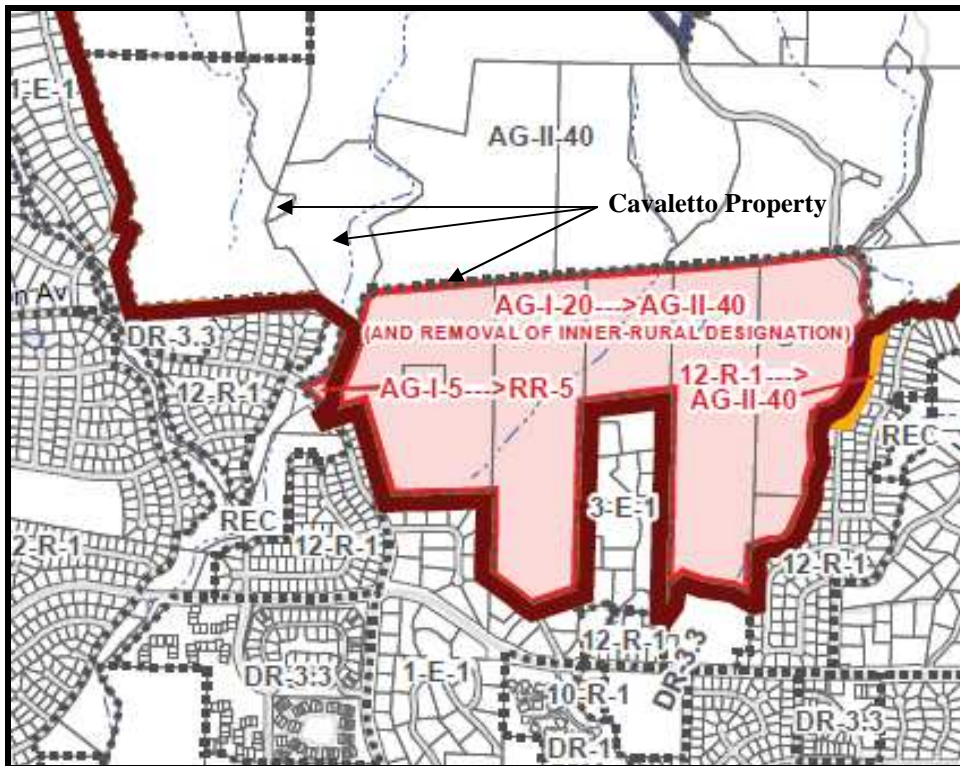 1-E-1
AG-II-40
Cavaletto Property
on Av
AG-I-20--->AG-II-40
(AND REMOVAL OF INNER-RURAL DESIGNATION)
DR-3.3
12-R-1
AG-I-5--->RR-5
12-R-1--->
AG-II-40
REC
3-E-1
REC
2-R-1
12-R-1
12-R-1
12-R-1
DR-3.3
DR-3.3
1-E-1
10-R-1
DR-3.3
DR-1